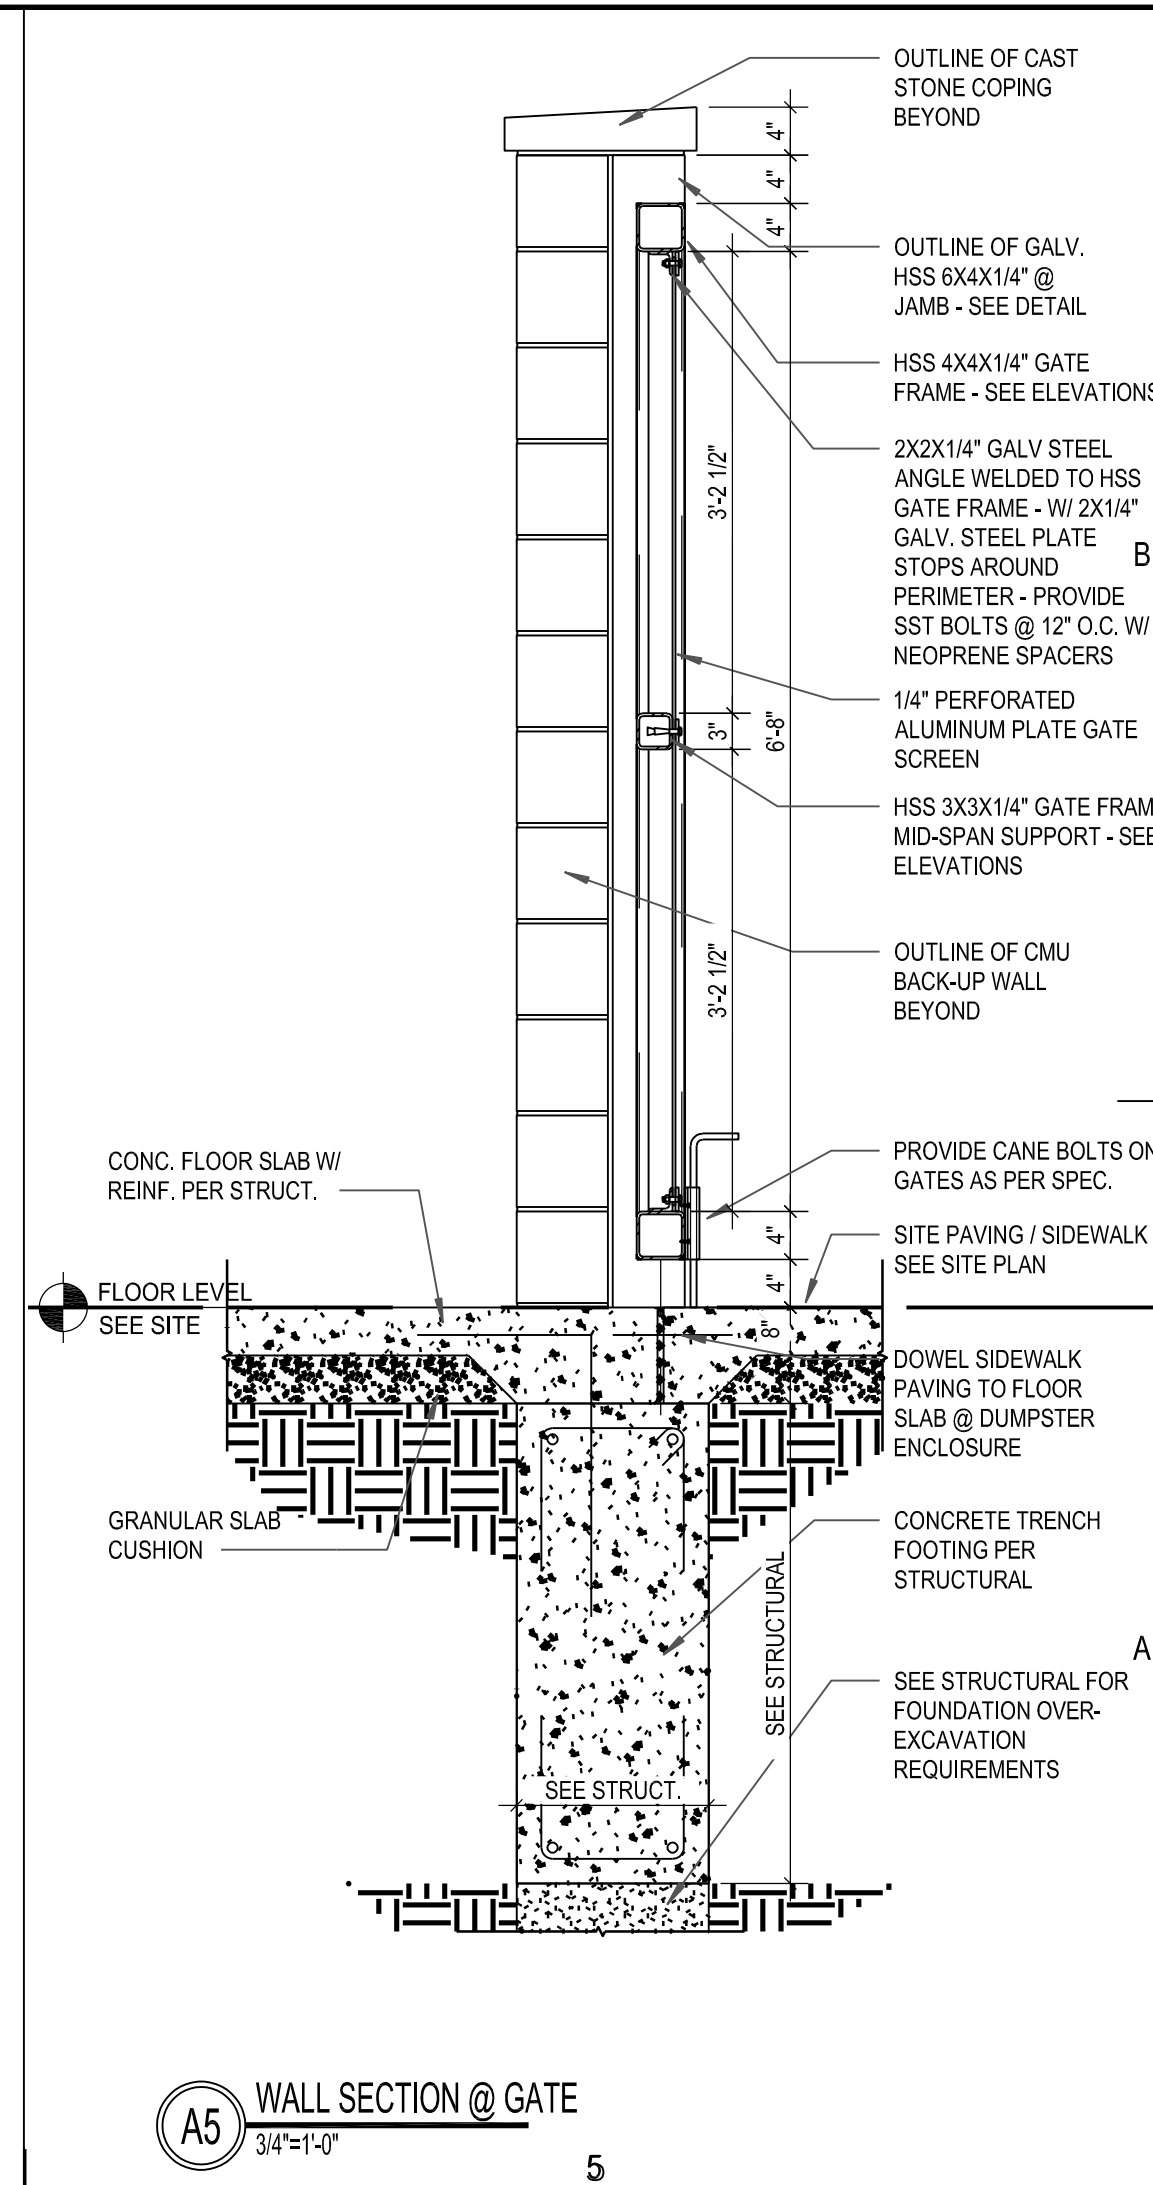 OUTLINE OF CAST
STONE COPING
BEYOND
4"
4"
4"
OUTLINE OF GALV.
HSS 6X4X1/4" @
JAMB - SEE DETAIL
HSS 4X4X1/4" GATE
FRAME - SEE ELEVATIONS
2X2X1/4" GALV STEEL
ANGLE WELDED TO HSS
GATE FRAME - W/ 2X1/4"
GALV. STEEL PLATE
STOPS AROUND
PERIMETER - PROVIDE
SST BOLTS @ 12" O.C. W/
NEOPRENE SPACERS
B
3'-2 1/2"
1/4" PERFORATED
ALUMINUM PLATE GATE
SCREEN
3"
6'-8"
HSS 3X3X1/4" GATE FRAM
MID-SPAN SUPPORT - SEE
ELEVATIONS
OUTLINE OF CMU
BACK-UP WALL
BEYOND
3'-2 1/2"
CONC. FLOOR SLAB W/
REINF. PER STRUCT.
PROVIDE CANE BOLTS ON
GATES AS PER SPEC.
4"
SITE PAVING / SIDEWALK
SEE SITE PLAN
4"
FLOOR LEVEL
SEE SITE
8"
DOWEL SIDEWALK
PAVING TO FLOOR
SLAB @ DUMPSTER
ENCLOSURE
GRANULAR SLAB
CUSHION
CONCRETE TRENCH
FOOTING PER
STRUCTURAL
SEE STRUCTURAL
A
SEE STRUCTURAL FOR
FOUNDATION OVER-
EXCAVATION
REQUIREMENTS
SEE STRUCT.
A5
WALL SECTION @ GATE
3/4"=1'-0"
5